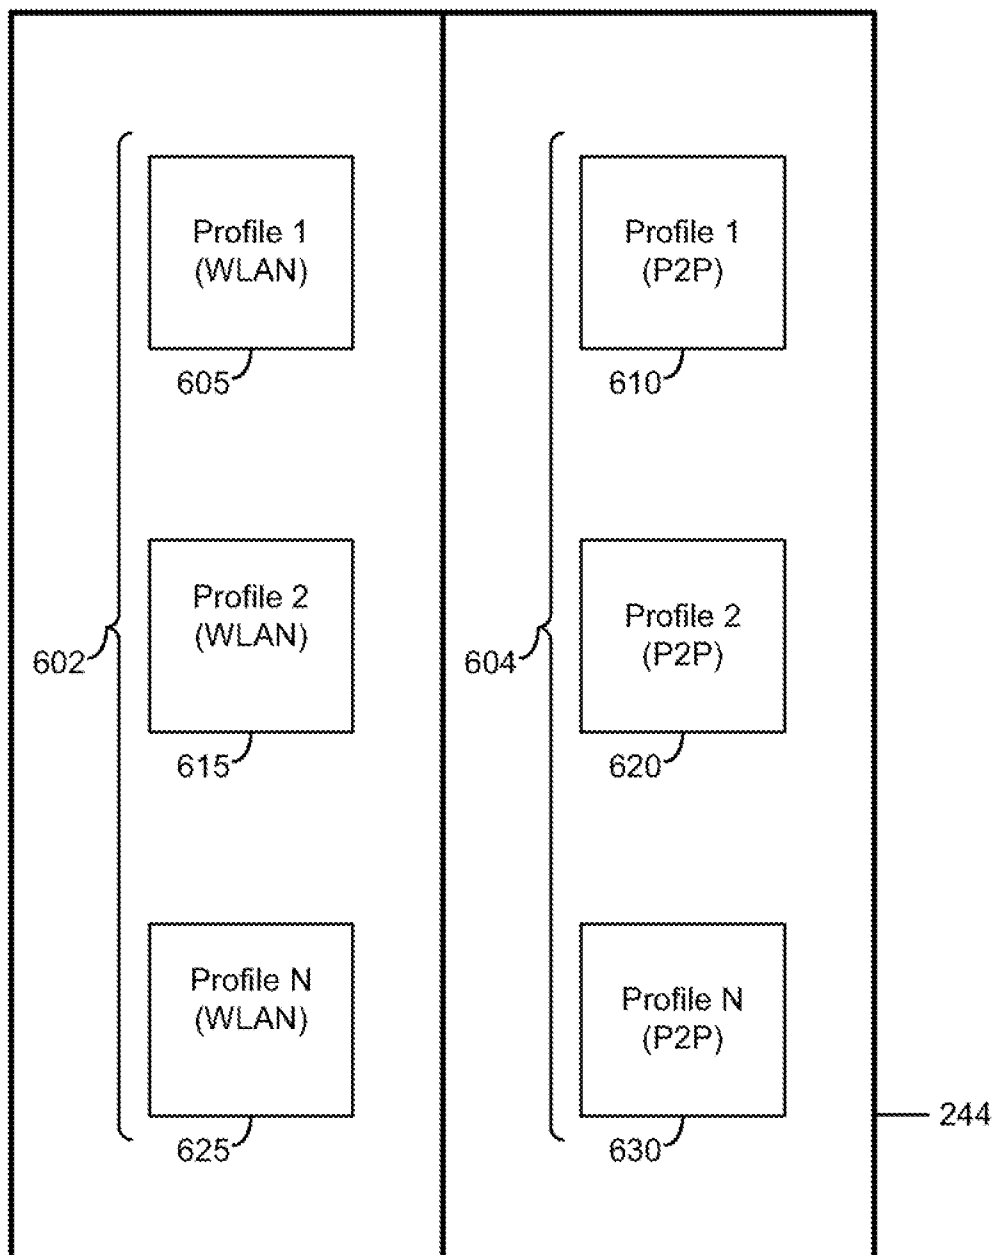 Profile 1
(WLAN)
605
Profile 1
(P2P)
610
602
Profile 2
(WLAN)
615
604
Profile 2
(P2P)
620
Profile N
(WLAN)
625
Profile N
(P2P)
630
244